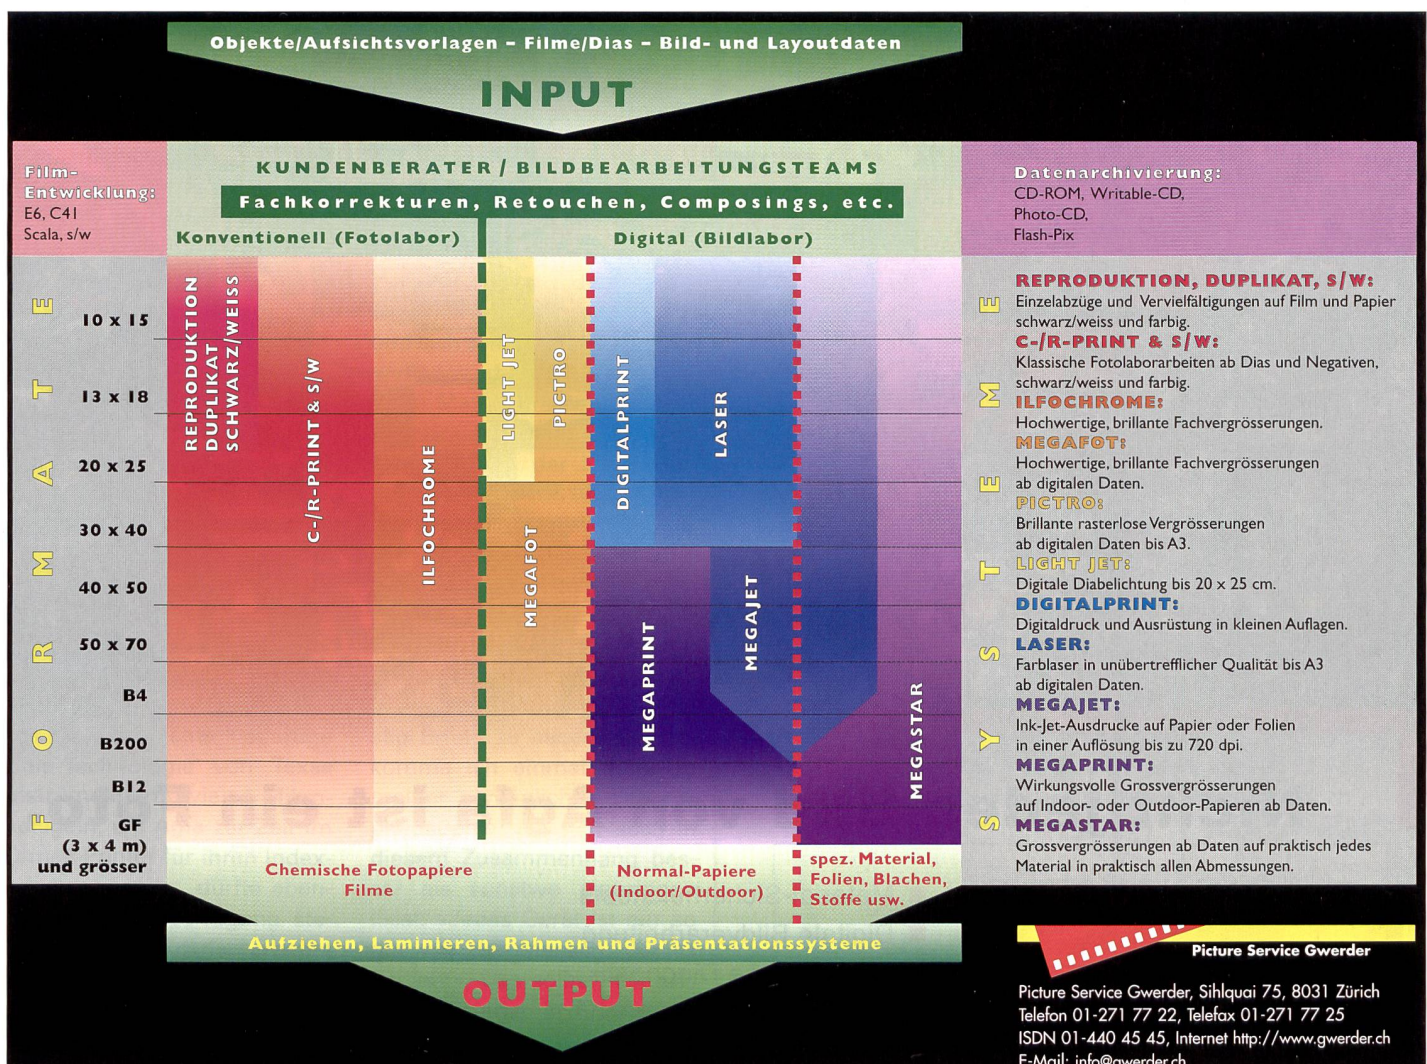 Objekte/Aufsichtsvorlagen – Filme/Dias – Bild- und Layoutdaten
INPUT
Film-
Entwicklung:
E6, C41
Scala, s/w
KUNDENBERATER / BILDBEARBEITUNGSTEAMS
Fachkorrekturen, Retouchen, Composings, etc.
Konventionell (Fotolabor)
Digital (Bildlabor)
Datenarchivierung:
CD-ROM, Writable-CD,
Photo-CD,
Flash-Pix
FORMATE
10 x 15
13 x 18
20 x 25
30 x 40
40 x 50
50 x 70
B4
B200
B12
GF
(3 x 4 m)
und grösser
REPRODUKTION
DUPLIKAT
SCHWARZ/WEISS
C-/R-PRINT & S/W
ILFOCHROME
LIGHT JET
PICTRO
MEGAFOT
DIGITALPRINT
LASER
MEGAPRINT
MEGAJET
MEGASTAR
SYSTEME
REPRODUKTION, DUPLIKAT, S/W:
Einzelabzüge und Vervielfältigungen auf Film und Papier
schwarz/weiss und farbig.
C-/R-PRINT & S/W:
Klassische Fotolaborarbeiten ab Dias und Negativen,
schwarz/weiss und farbig.
ILFOCHROME:
Hochwertige, brillante Fachvergrösserungen.
MEGAFOT:
Hochwertige, brillante Fachvergrösserungen
ab digitalen Daten.
PICTRO:
Brillante rasterlose Vergrösserungen
ab digitalen Daten bis A3.
LIGHT JET:
Digitale Diabelichtung bis 20 x 25 cm.
DIGITALPRINT:
Digitaldruck und Ausrüstung in kleinen Auflagen.
LASER:
Farblaser in unübertrefflicher Qualität bis A3
ab digitalen Daten.
MEGAJET:
Ink-Jet-Ausdrucke auf Papier oder Folien
in einer Auflösung bis zu 720 dpi.
MEGAPRINT:
Wirkungsvolle Grossvergrösserungen
auf Indoor- oder Outdoor-Papieren ab Daten.
MEGASTAR:
Grossvergrösserungen ab Daten auf praktisch jedes
Material in praktisch allen Abmessungen.
Chemische Fotopapiere
Filme
Normal-Papiere
(Indoor/Outdoor)
spez. Material,
Folien, Blachen,
Stoffe usw.
Aufziehen, Laminieren, Rahmen und Präsentationssysteme
OUTPUT
Picture Service Gwerder
Picture Service Gwerder, Sihlquai 75, 8031 Zürich
Telefon 01-271 77 22, Telefax 01-271 77 25
ISDN 01-440 45 45, Internet http://www.gwerder.ch
E-Mail: info@gwerder.ch